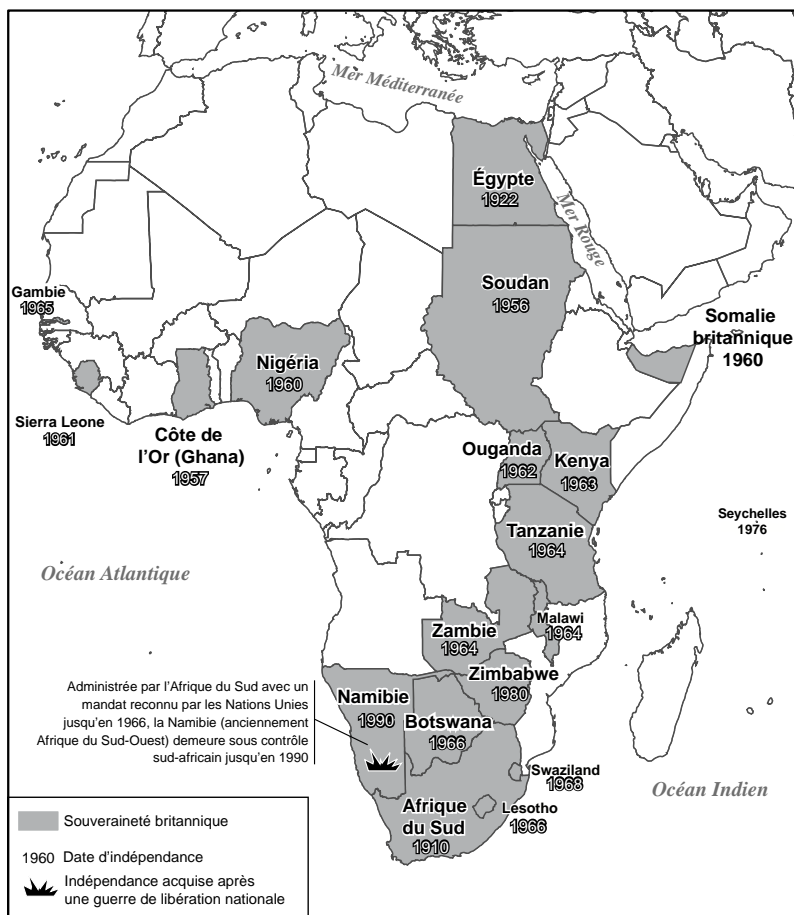 Mer Méditerranée
Égypte
1922
Mer Rouge
Soudan
1956
Gambie
1965
Somalie
britannique
1960
Nigéria
1960
Sierra Leone
1961
Côte de
l’Or (Ghana)
1957
Ouganda
1962
Kenya
1963
Seychelles
1976
Tanzanie
1964
Océan Atlantique
Malawi
1964
Zambie
1964
Zimbabwe
1980
Administrée par l’Afrique du Sud avec un
mandat reconnu par les Nations Unies
jusqu’en 1966, la Namibie (anciennement
Afrique du Sud-Ouest) demeure sous contrôle
sud-africain jusqu’en 1990
Namibie
1990
Botswana
1966
Swaziland
1968
Océan Indien
Lesotho
1966
Afrique
du Sud
1910
Souveraineté britannique
1960 Date d’indépendance
Indépendance acquise après
une guerre de libération nationale